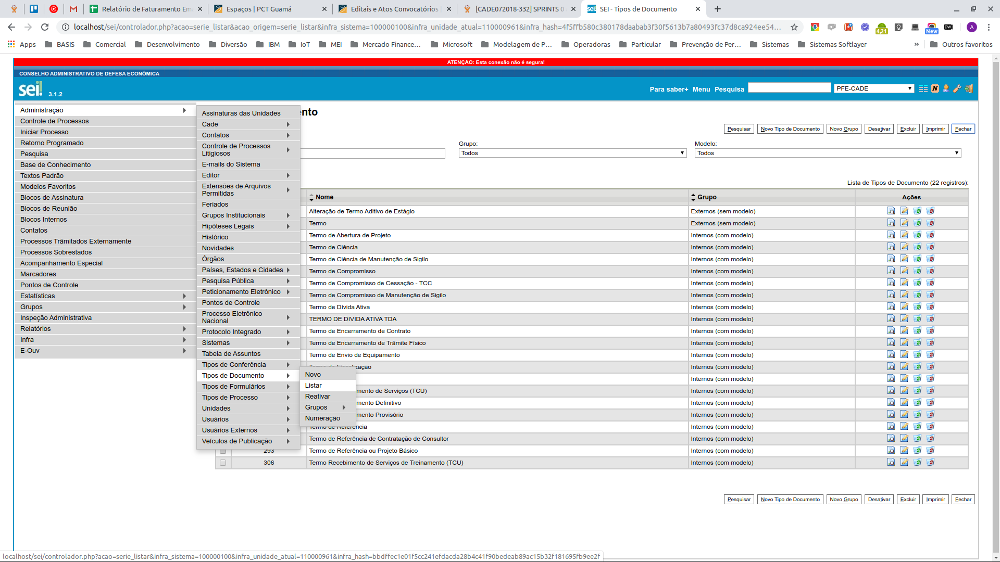 Relatório de Faturamento Em
Espaços | PCT Guamá
Editais e Atos Convocatórios
[CADE072018-332] SPRINTS 0
SEI - Tipos de Documento
localhost/sei/controlador.php?acao=serie_listar&acao_origem=serie_listar&infra_sistema=100000100&infra_unidade_atual=110000961&infra_hash=4f5ffb580c380178daabab3f30f5613b7a80493fc37d8ca924ee54...
4,21
New
DW
A
Apps
BASIS
Comercial
Desenvolvimento
Diversão
IBM
IoT
MEI
Mercado Finance...
Microsoft
Modelagem de P...
Operadoras
Particular
Prevenção de Per...
Sistemas
Sistemas Softlayer
»
Outros favoritos
ATENÇÃO: Esta conexão não é segura!
CONSELHO ADMINISTRATIVO DE DEFESA ECONÔMICA
sei!
3.1.2
Para saber+ Menu Pesquisa
PFE-CADE
N
Administração
Controle de Processos
Iniciar Processo
Retorno Programado
Pesquisa
Base de Conhecimento
Textos Padrão
Modelos Favoritos
Blocos de Assinatura
Blocos de Reunião
Blocos Internos
Contatos
Processos Trâmitados Externamente
Processos Sobrestados
Acompanhamento Especial
Marcadores
Pontos de Controle
Estatísticas
Grupos
Inspeção Administrativa
Relatórios
Infra
E-Ouv
Assinaturas das Unidades
Cade
Contatos
Controle de Processos
Litigiosos
E-mails do Sistema
Editor
Extensões de Arquivos
Permitidas
Feriados
Grupos Institucionais
Hipóteses Legais
Histórico
Novidades
Órgãos
Países, Estados e Cidades
Pesquisa Pública
Peticionamento Eletrônico
Pontos de Controle
Processo Eletrônico
Nacional
Protocolo Integrado
Sistemas
Tabela de Assuntos
Tipos de Conferência
Tipos de Documento
Tipos de Formulários
Tipos de Processo
Unidades
Usuários
Usuários Externos
Veículos de Publicação
Novo
Listar
Reativar
Grupos
Numeração
ento
Pesquisar
Novo Tipo de Documento
Novo Grupo
Desativar
Excluir
Imprimir
Fechar
Grupo:
Todos
Modelo:
Todos
Lista de Tipos de Documento (22 registros):
Nome
Grupo
Ações
Alteração de Termo Aditivo de Estágio
Externos (sem modelo)
Termo
Externos (sem modelo)
Termo de Abertura de Projeto
Internos (com modelo)
Termo de Ciência
Internos (com modelo)
Termo de Ciência de Manutenção de Sigilo
Internos (com modelo)
Termo de Compromisso
Internos (com modelo)
Termo de Compromisso de Cessação - TCC
Internos (com modelo)
Termo de Compromisso de Manutenção de Sigilo
Internos (com modelo)
Termo de Dívida Ativa
Internos (com modelo)
TERMO DE DIVIDA ATIVA TDA
Internos (com modelo)
Termo de Encerramento de Contrato
Internos (com modelo)
Termo de Encerramento de Trâmite Físico
Internos (com modelo)
Termo de Envio de Equipamento
Internos (com modelo)
Termo de Fiscalização
Internos (com modelo)
Internos (com modelo)
mento de Serviços (TCU)
Internos (com modelo)
mento Definitivo
Internos (com modelo)
mento Provisório
Internos (com modelo)
Termo de Referência
Internos (com modelo)
Termo de Referência de Contratação de Consultor
Internos (com modelo)
293
Termo de Referência ou Projeto Básico
Internos (com modelo)
306
Termo Recebimento de Serviços de Treinamento (TCU)
Internos (com modelo)
Pesquisar
Novo Tipo de Documento
Novo Grupo
Desativar
Excluir
Imprimir
Fechar
localhost/sei/controlador.php?acao=serie_listar&infra_sistema=100000100&infra_unidade_atual=110000961&infra_hash=bbdffec1e01f5cc241efdacda28b4c41f90bedeab89ac15b32f181695fb9ee2f